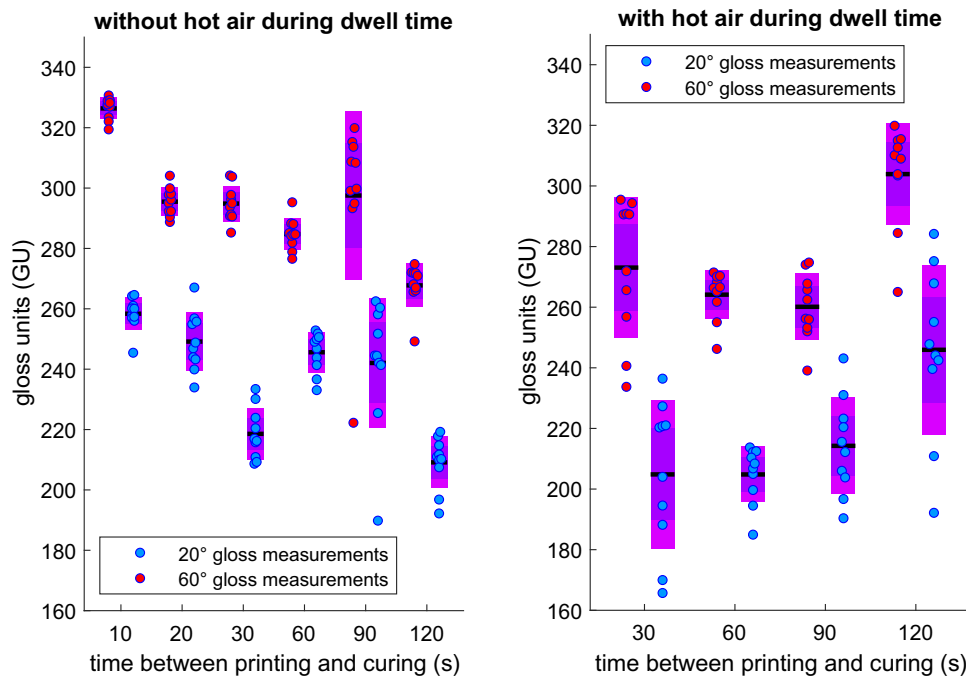 without hot air during dwell time
340
320
300
280
260
240
220
200
180
160
gloss units (GU)
20° gloss measurements
60° gloss measurements
10 20 30 60 90 120
time between printing and curing (s)
with hot air during dwell time
340
320
300
280
260
240
220
200
180
160
gloss units (GU)
20° gloss measurements
60° gloss measurements
30 60 90 120
time between printing and curing (s)